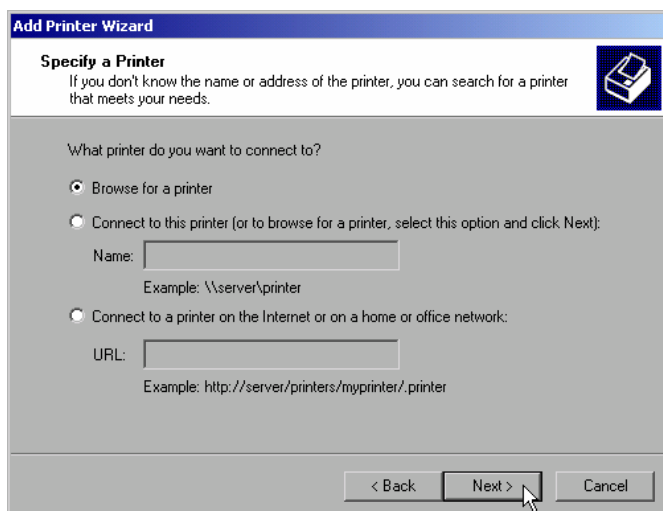 Add Printer Wizard
Specify a Printer
If you don't know the name or address of the printer, you can search for a printer
that meets your needs.
What printer do you want to connect to?
Browse for a printer
Connect to this printer (or to browse for a printer, select this option and click Next):
Name:
Example: \\server\printer
Connect to a printer on the Internet or on a home or office network:
URL:
Example: http://server/printers/myprinter/.printer
< Back Next > Cancel